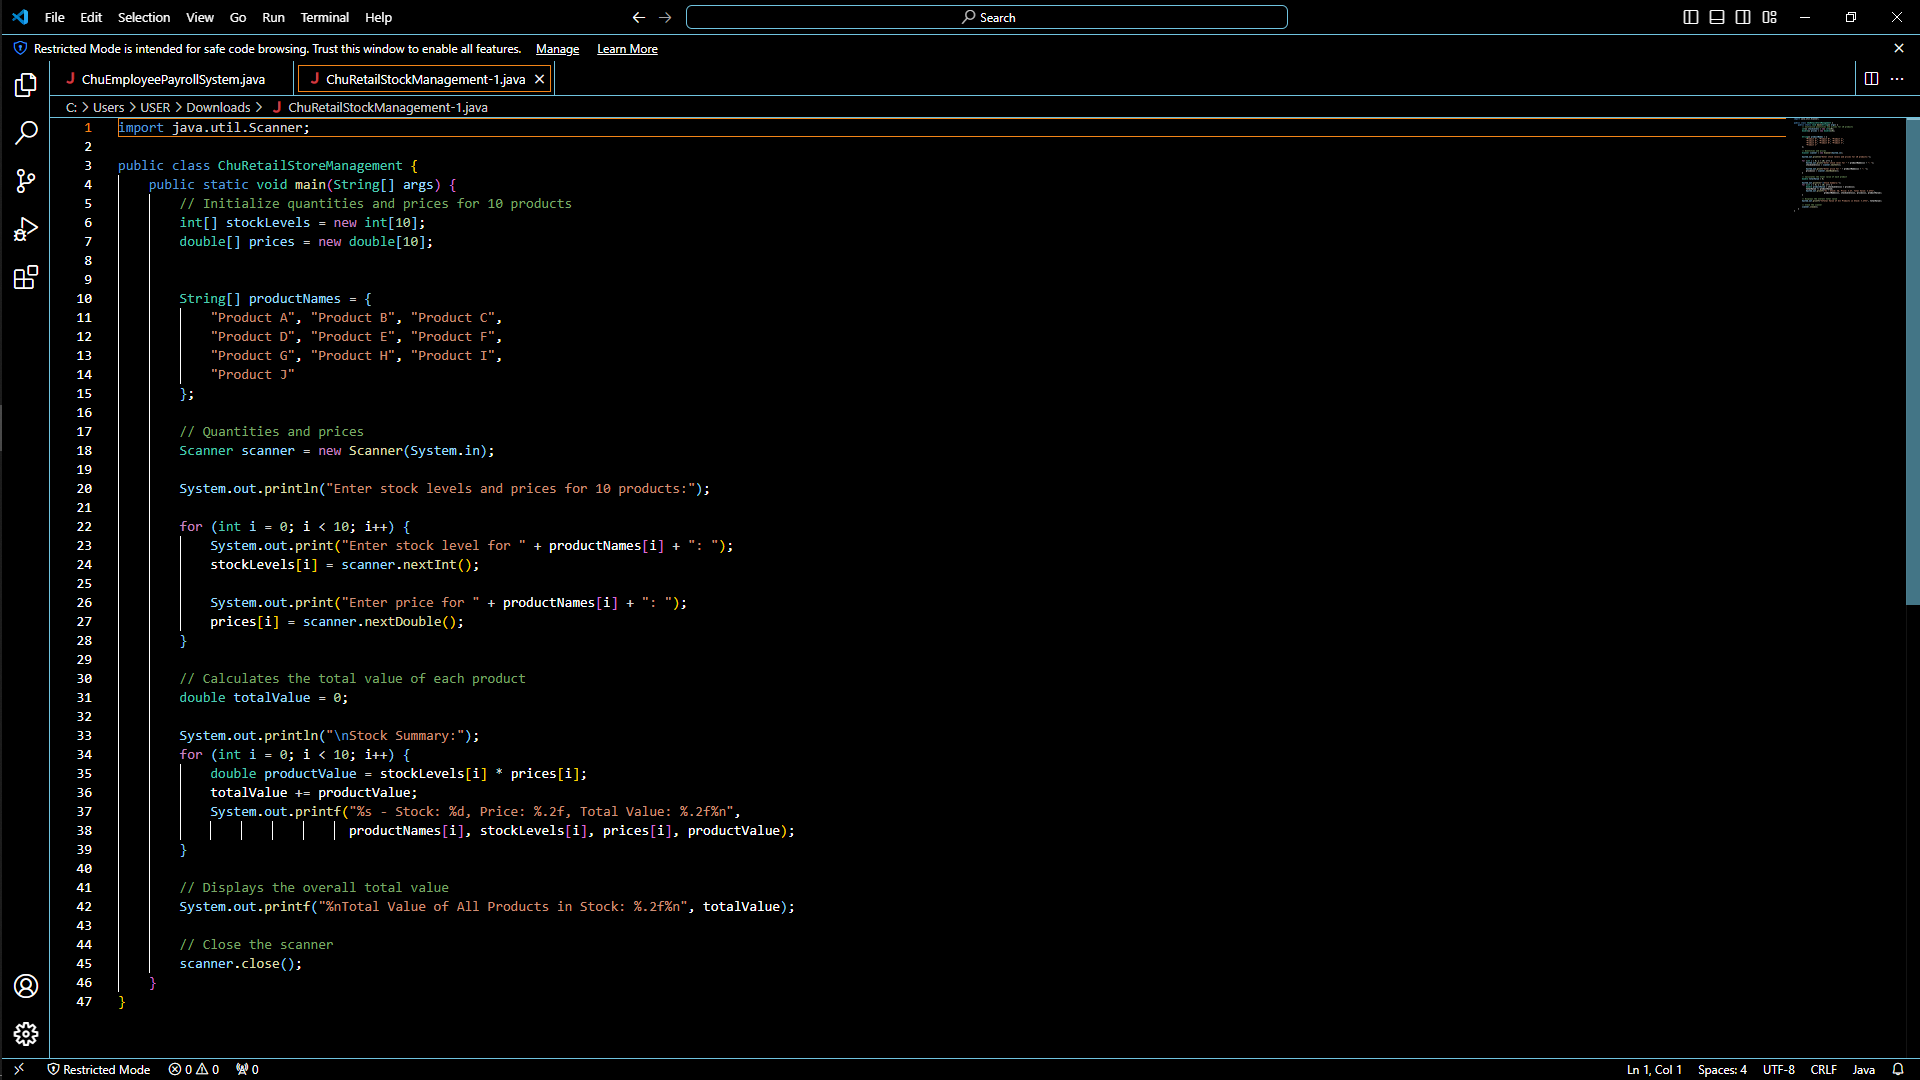 File Edit Selection View Go Run Terminal Help
Search
Restricted Mode is intended for safe code browsing. Trust this window to enable all features. Manage Learn More
J ChuEmployeePayrollSystem.java
J ChuRetailStockManagement-1.java
C: > Users > USER > Downloads > J ChuRetailStockManagement-1.java
1 import java.util.Scanner;
2
3 public class ChuRetailStoreManagement {
4 public static void main(String[] args) {
5 // Initialize quantities and prices for 10 products
6 int[] stockLevels = new int[10];
7 double[] prices = new double[10];
8
9
10 String[] productNames = {
11 "Product A", "Product B", "Product C",
12 "Product D", "Product E", "Product F",
13 "Product G", "Product H", "Product I",
14 "Product J"
15 };
16
17 // Quantities and prices
18 Scanner scanner = new Scanner(System.in);
19
20 System.out.println("Enter stock levels and prices for 10 products:");
21
22 for (int i = 0; i < 10; i++) {
23 System.out.print("Enter stock level for " + productNames[i] + ": ");
24 stockLevels[i] = scanner.nextInt();
25
26 System.out.print("Enter price for " + productNames[i] + ": ");
27 prices[i] = scanner.nextDouble();
28 }
29
30 // Calculates the total value of each product
31 double totalValue = 0;
32
33 System.out.println("\nStock Summary:");
34 for (int i = 0; i < 10; i++) {
35 double productValue = stockLevels[i] * prices[i];
36 totalValue += productValue;
37 System.out.printf("%s - Stock: %d, Price: %.2f, Total Value: %.2f%n",
38 productNames[i], stockLevels[i], prices[i], productValue);
39 }
40
41 // Displays the overall total value
42 System.out.printf("%nTotal Value of All Products in Stock: %.2f%n", totalValue);
43
44 // Close the scanner
45 scanner.close();
46 }
47 }
Restricted Mode 0 0 0 Ln 1, Col 1 Spaces: 4 UTF-8 CRLF Java